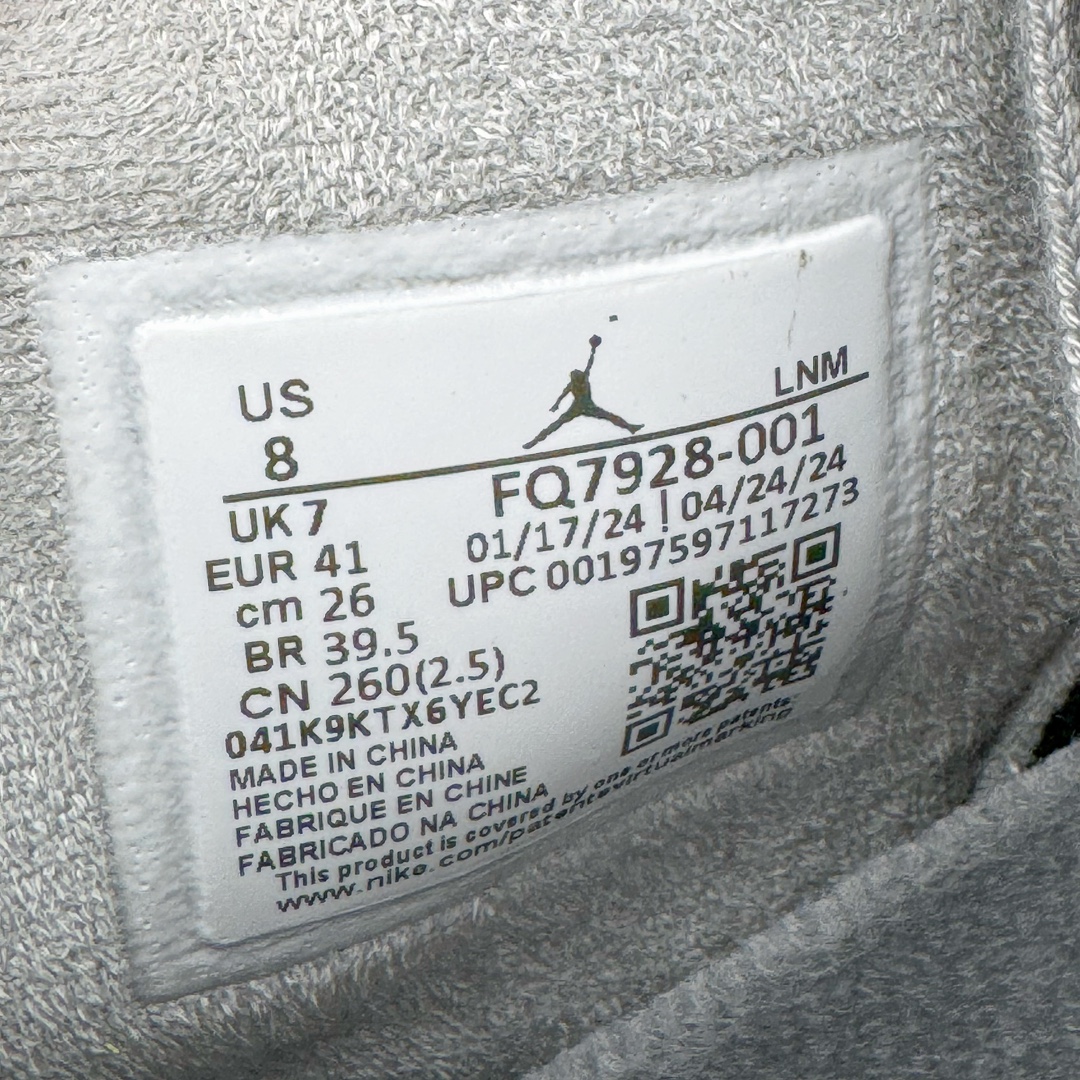 US
8
LNM
UK 7
EUR 41
cm 26
BR 39.5
CN 260(2.5)
041K9KTX6YEC2
FQ7928-001
01/17/24 | 04/24/24
UPC 00197597117273
MADE IN CHINA
HECHO EN CHINA
FABRIQUE EN CHINE
FABRICADO NA CHINA
This product is covered by one or more patents
www.nike.com/patentsvirtualmarking